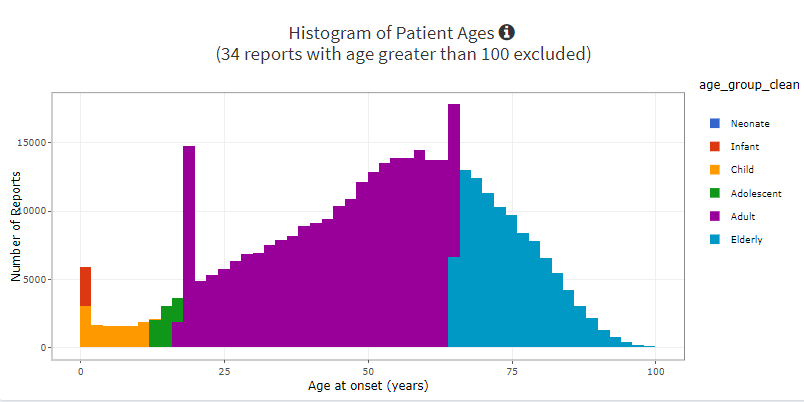 Histogram of Patient Ages
(34 reports with age greater than 100 excluded)
age_group_clean
Neonate
Infant
Child
Adolescent
Adult
Elderly
Number of Reports
15000
10000
5000
0
0 25 50 75 100
Age at onset (years)